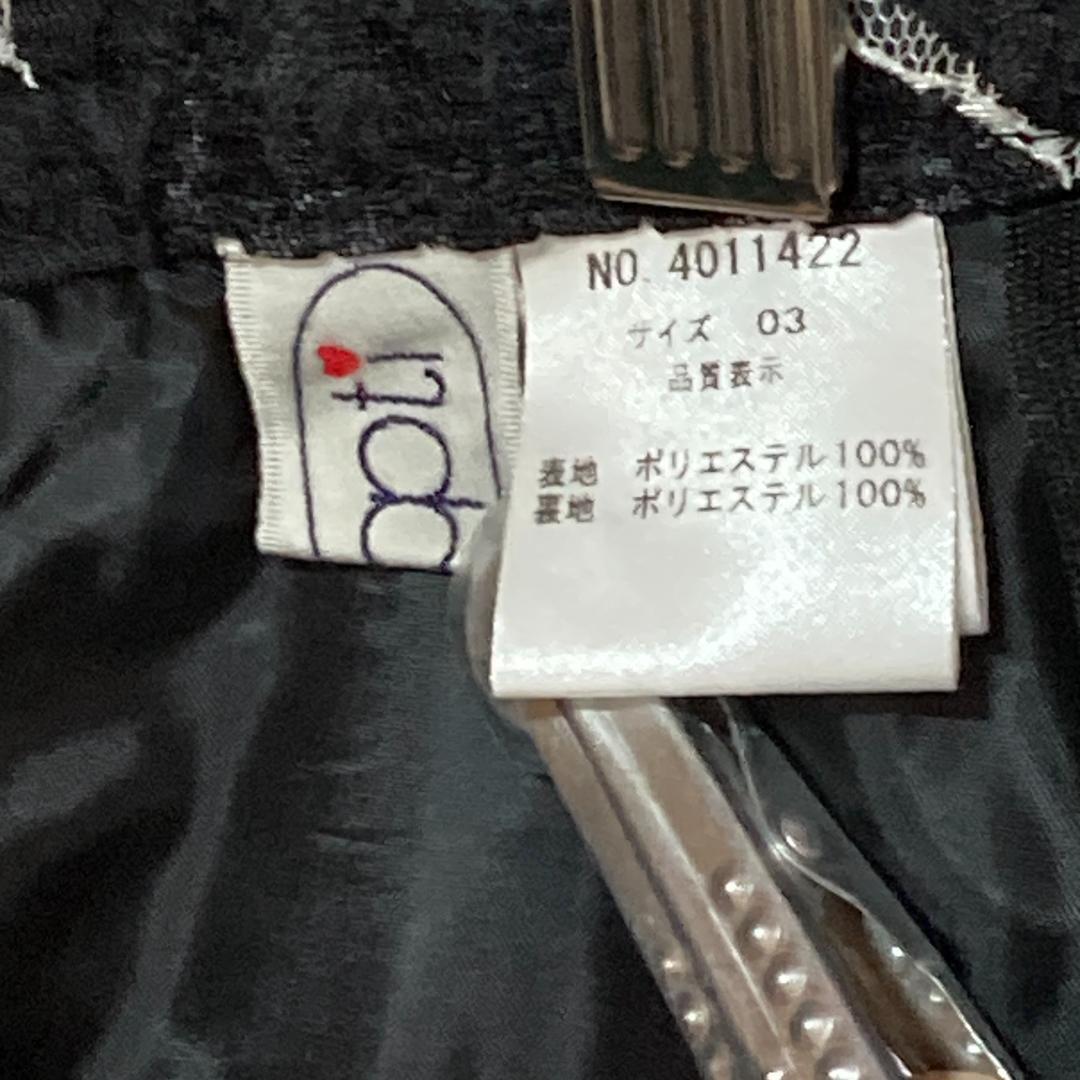 opti
NO. 4011422
サイズ 03
品質表示
表地 ポリエステル100%
裏地 ポリエステル100%